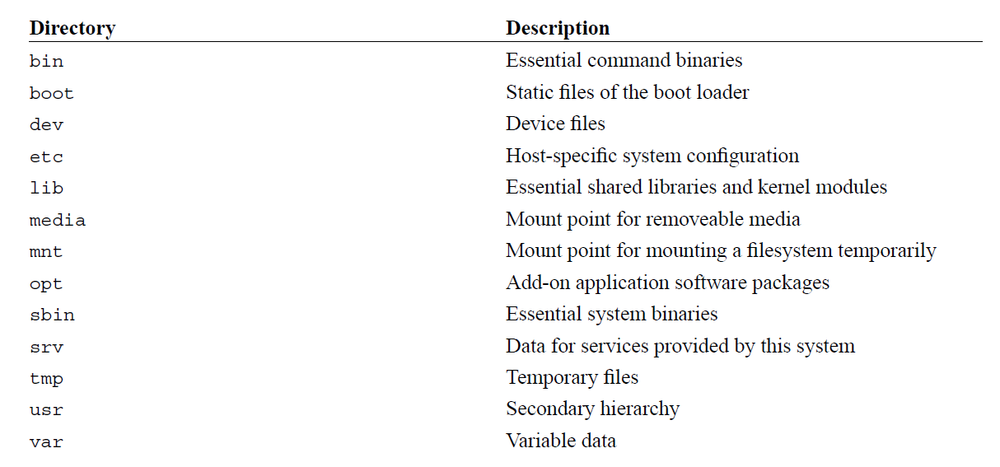 Directory Description
bin Essential command binaries
boot Static files of the boot loader
dev Device files
etc Host-specific system configuration
lib Essential shared libraries and kernel modules
media Mount point for removeable media
mnt Mount point for mounting a filesystem temporarily
opt Add-on application software packages
sbin Essential system binaries
srv Data for services provided by this system
tmp Temporary files
usr Secondary hierarchy
var Variable data